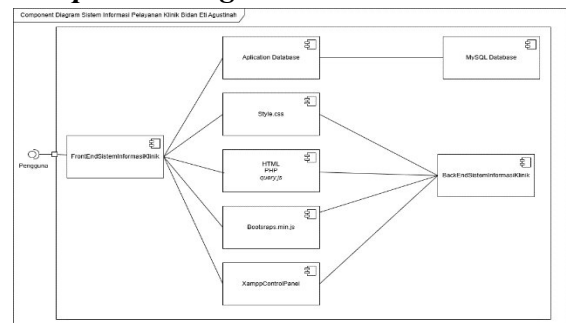 Component Diagram Sistem Informasi Pelayanan Klinik Bidan Eti Agustinah
Aplication Database
MySQL Database
Style.css
FrontEndSistemInformasiKlinik
Pengguna
HTML
PHP
query.js
BackEndSisteminformasiKlinik
Bootsraps.min.js
XamppControlPanel